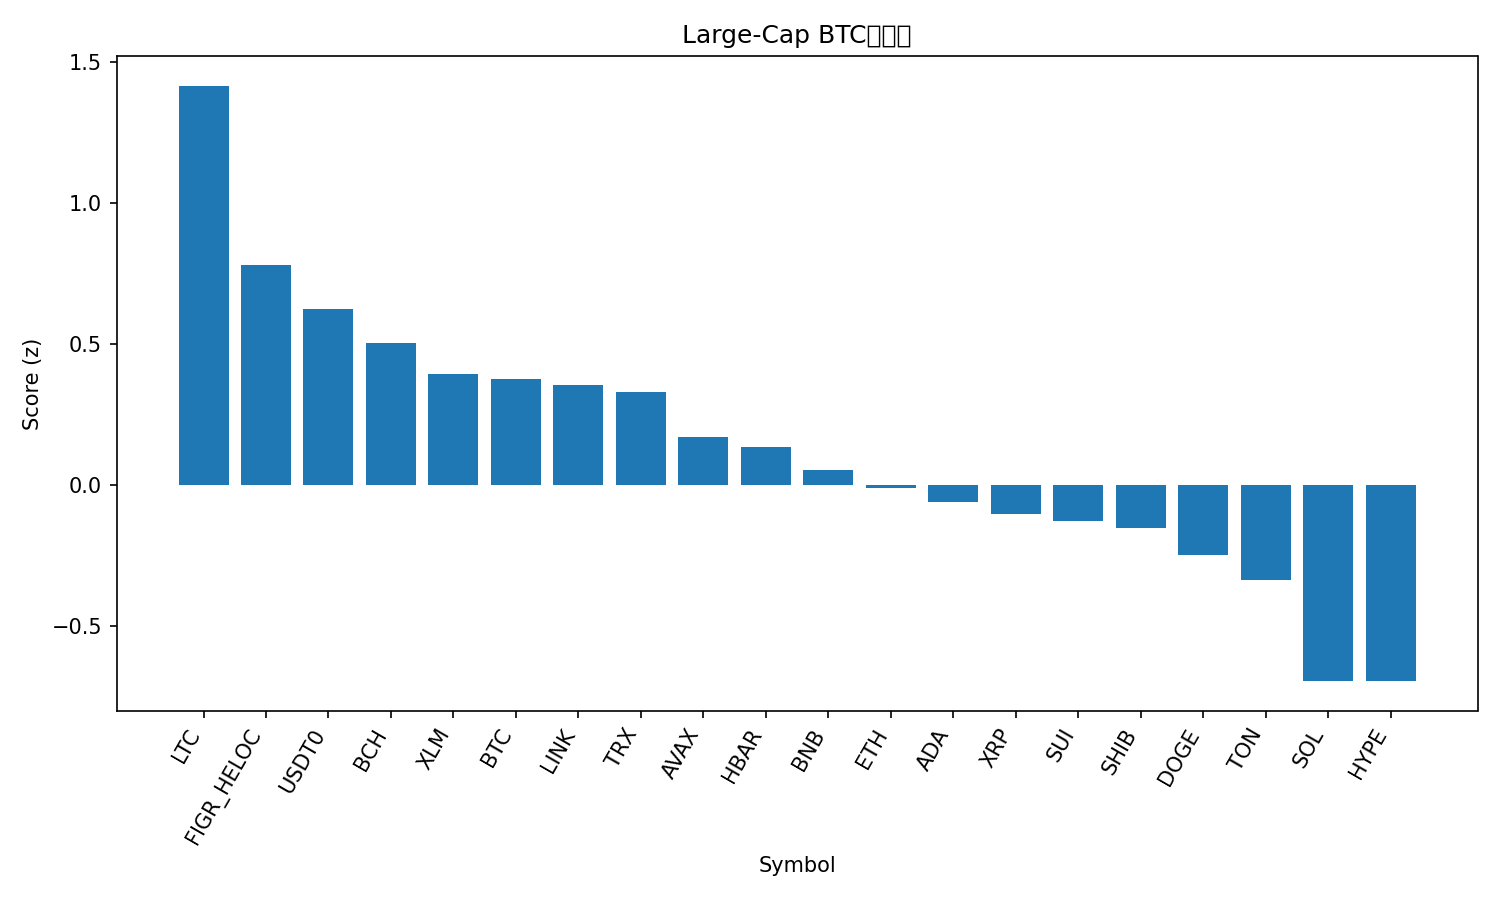 Large-Cap BTC
Score (z)
1.5
1.0
0.5
0.0
−0.5
LTC
FIGR_HELOC
USDT0
BCH
XLM
BTC
LINK
TRX
AVAX
HBAR
BNB
ETH
ADA
XRP
SUI
SHIB
DOGE
TON
SOL
HYPE
Symbol